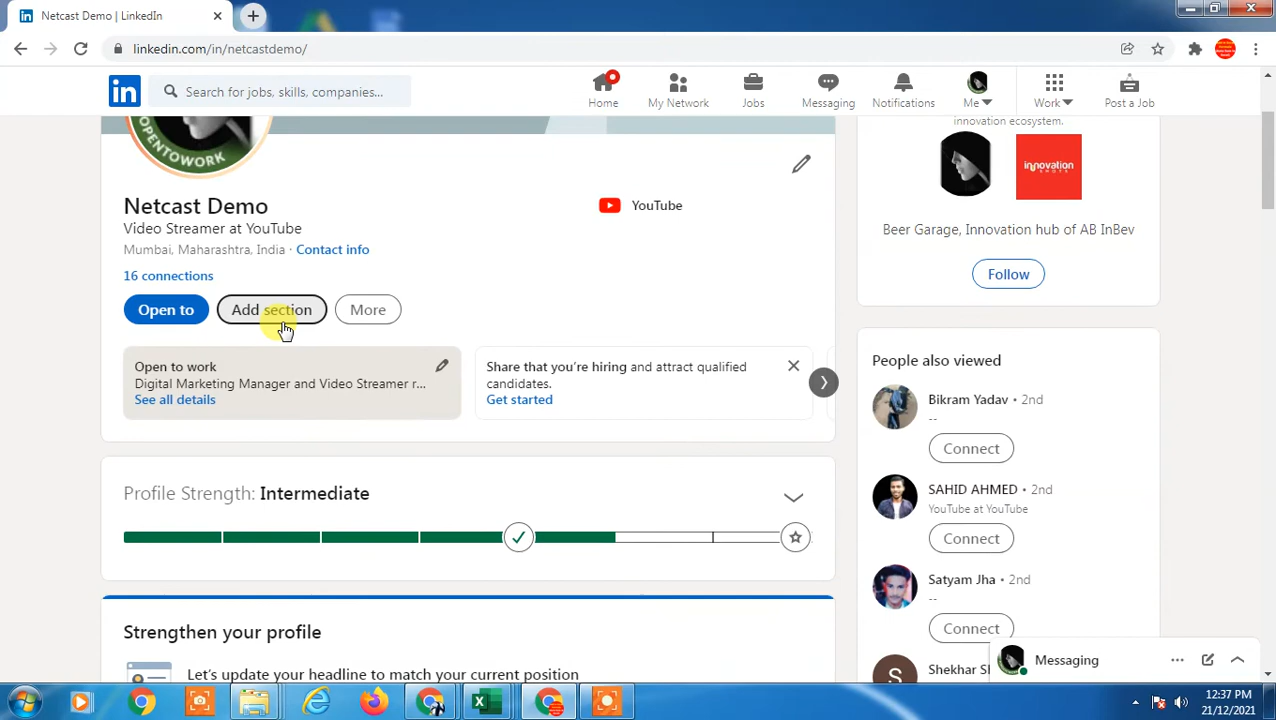 Netcast Demo | LinkedIn
linkedin.com/in/netcastdemo/
in
Search for jobs, skills, companies...
Home
My Network
Jobs
Messaging
Notifications
Me
Work
Post a Job
OPENTOWORK
Netcast Demo
Video Streamer at YouTube
Mumbai, Maharashtra, India · Contact info
16 connections
YouTube
Open to
Add section
More
Open to work
Digital Marketing Manager and Video Streamer r...
See all details
Share that you're hiring and attract qualified
candidates.
Get started
Profile Strength: Intermediate
Strengthen your profile
Let's update your headline to match your current position
innovation ecosystem.
innovation
Beer Garage, Innovation hub of AB InBev
Follow
People also viewed
Bikram Yadav • 2nd
--
Connect
SAHID AHMED • 2nd
YouTube at YouTube
Connect
Satyam Jha • 2nd
--
Connect
S
Shekhar
Messaging
12:37 PM
21/12/2021